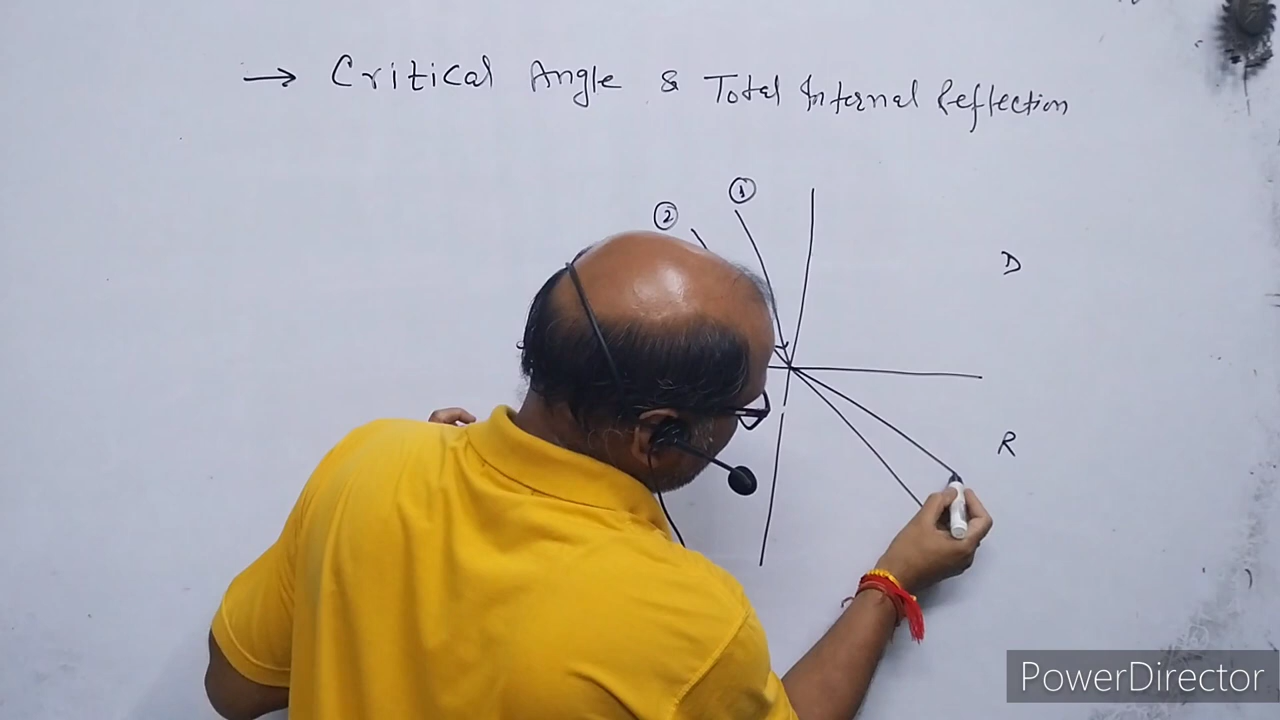 → Critical Angle & Total Internal Reflection
①
②
D
R
PowerDirector